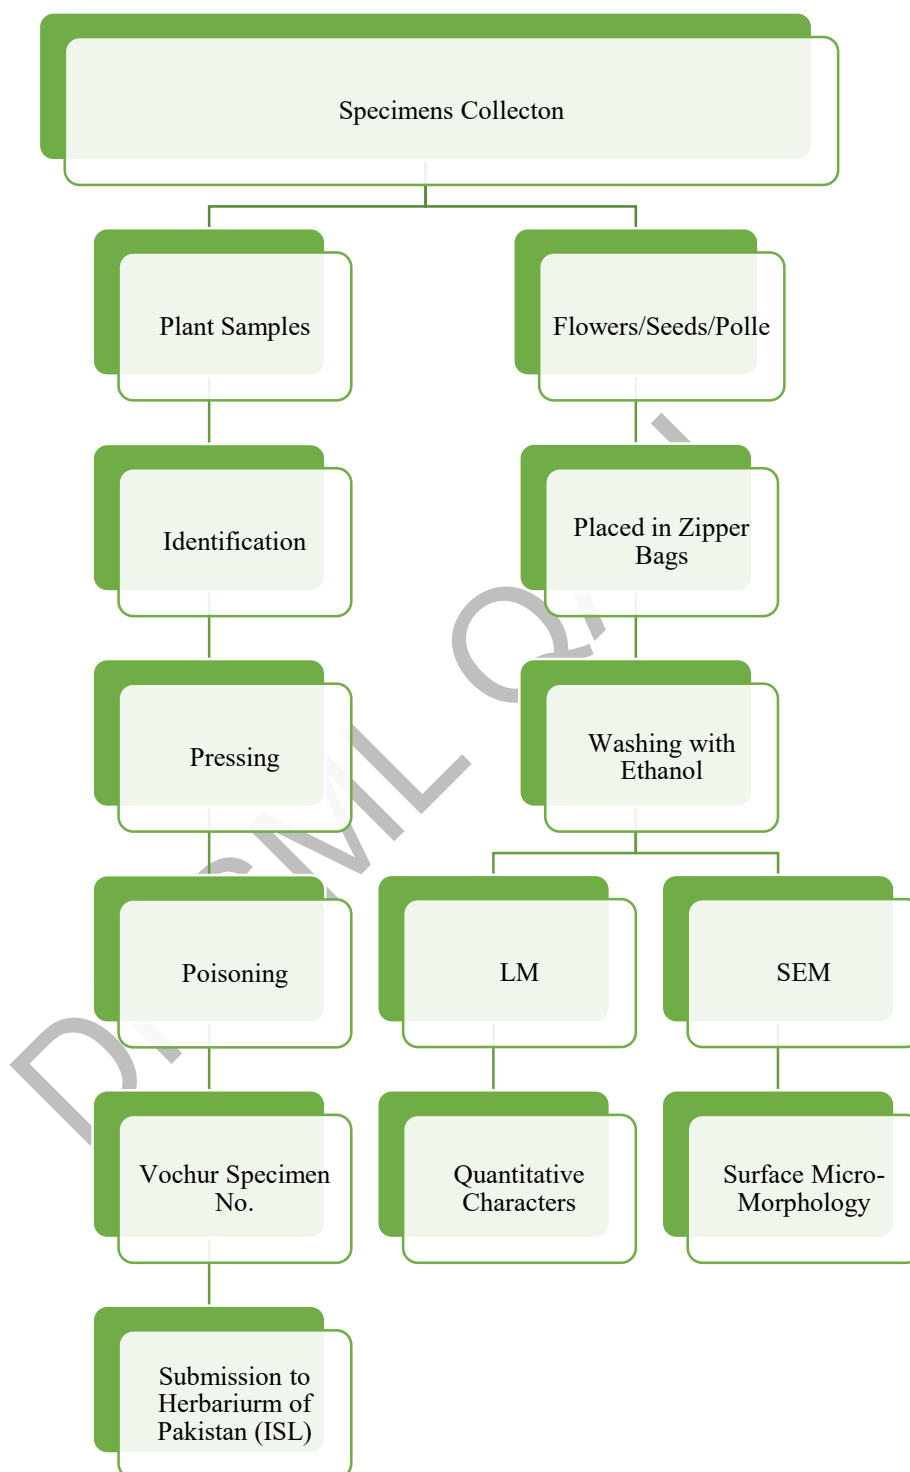 Specimens Collecton
Plant Samples
Flowers/Seeds/Polle
Identification
Placed in Zipper
Bags
Pressing
Washing with
Ethanol
Poisoning
LM
SEM
Vochur Specimen
No.
Quantitative
Characters
Surface Micro-
Morphology
Submission to
Herbariurm of
Pakistan (ISL)